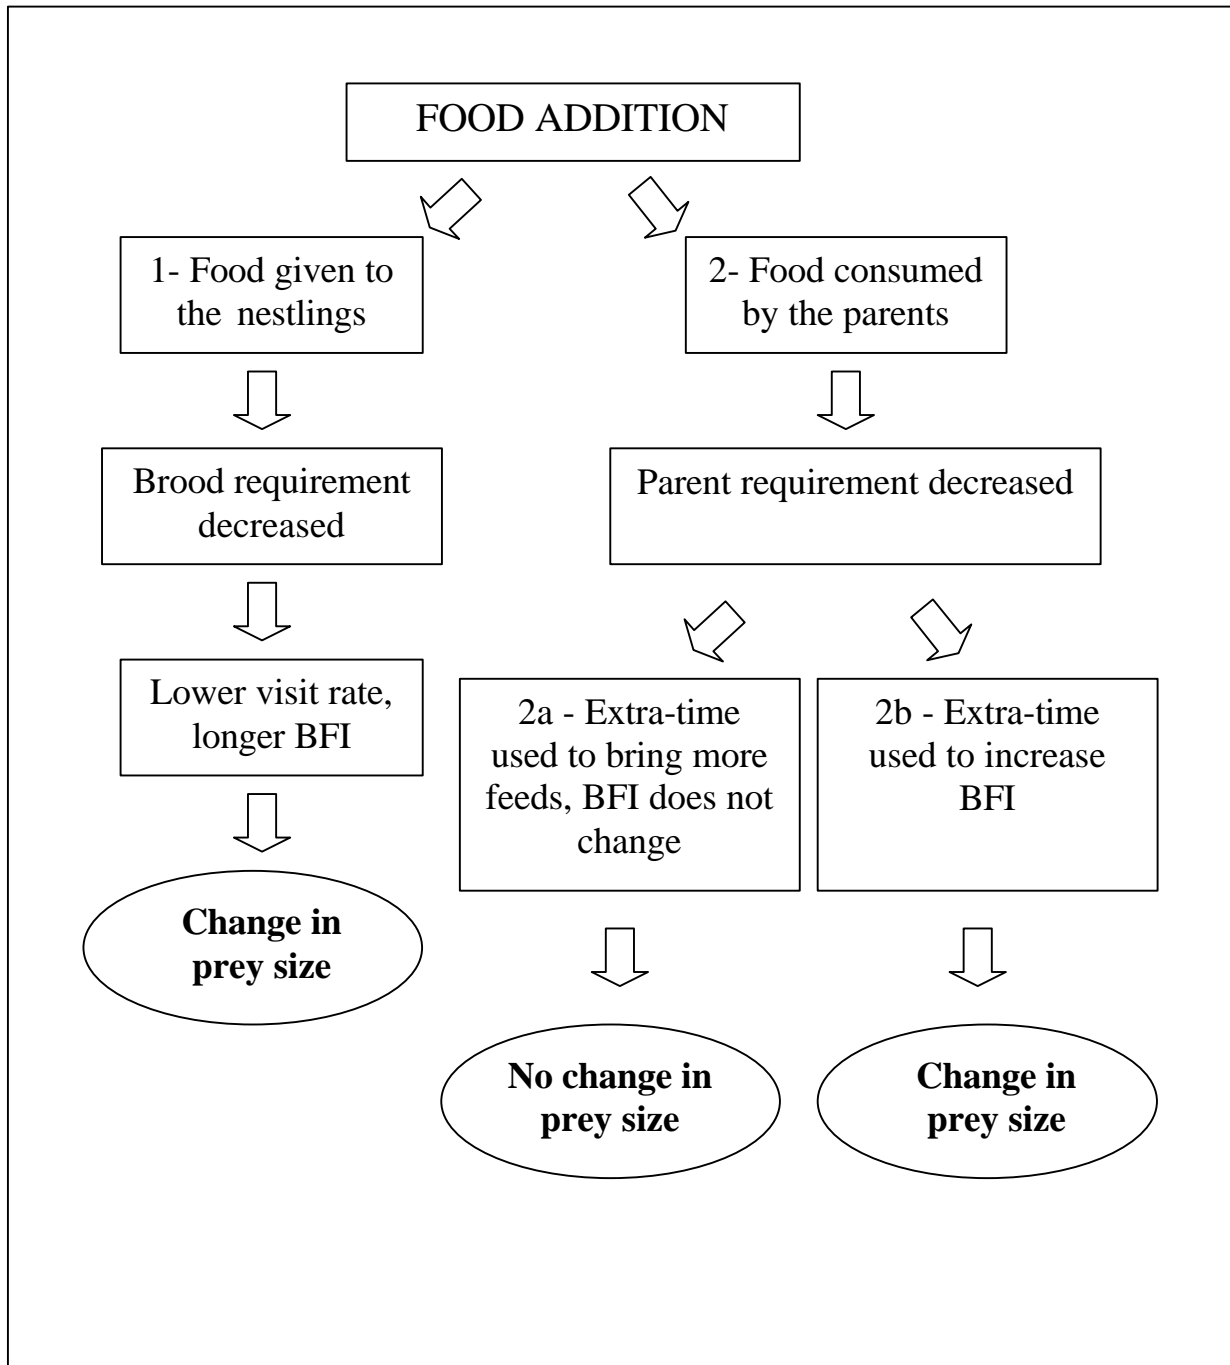 FOOD ADDITION
1- Food given to
the nestlings
2- Food consumed
by the parents
Brood requirement
decreased
Parent requirement decreased
Lower visit rate,
longer BFI
2a - Extra-time
used to bring more
feeds, BFI does not
change
2b - Extra-time
used to increase
BFI
Change in
prey size
No change in
prey size
Change in
prey size